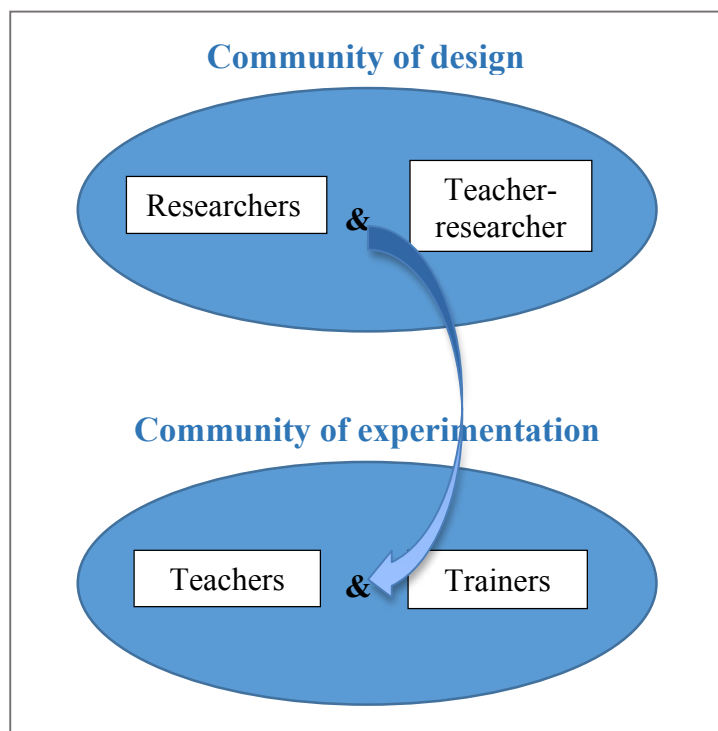 Community of design
Researchers
&
Teacher-
researcher
Community of experimentation
Teachers
&
Trainers